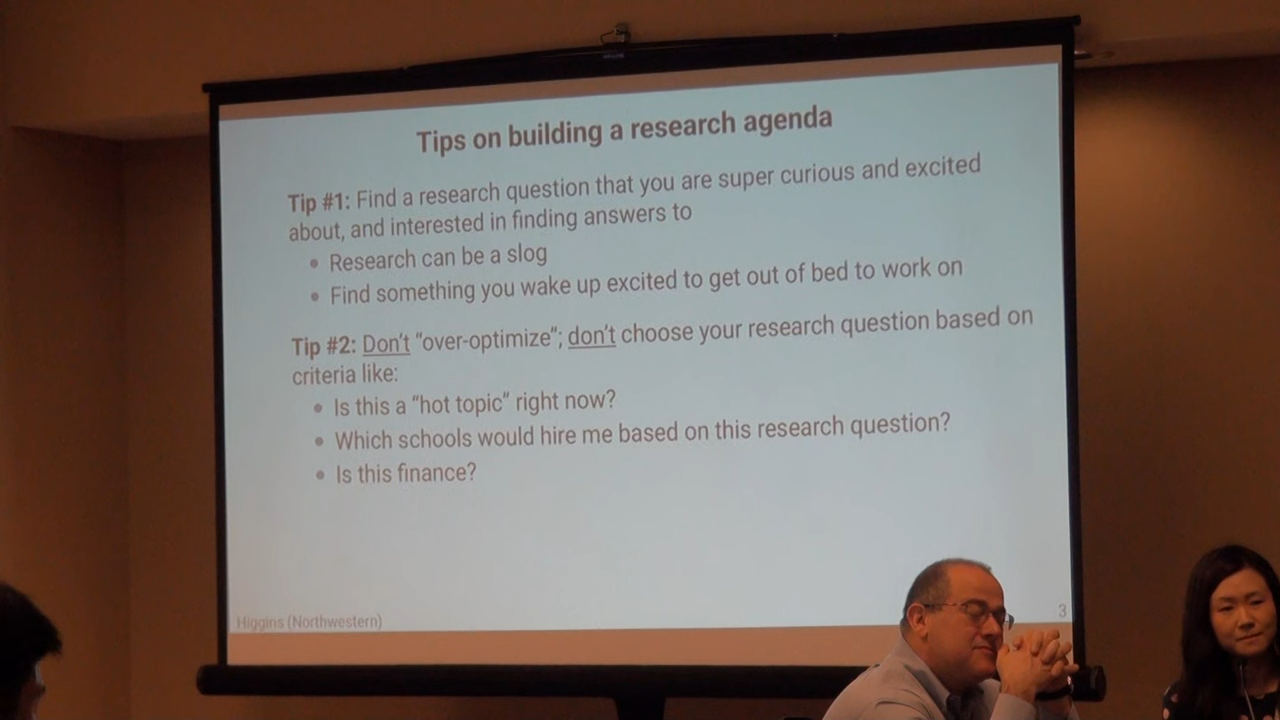 Tips on building a research agenda
Tip #1: Find a research question that you are super curious and excited
about, and interested in finding answers to
• Research can be a slog
• Find something you wake up excited to get out of bed to work on
Tip #2: Don't "over-optimize"; don't choose your research question based on
criteria like:
• Is this a "hot topic" right now?
• Which schools would hire me based on this research question?
• Is this finance?
Higgins (Northwestern)
3